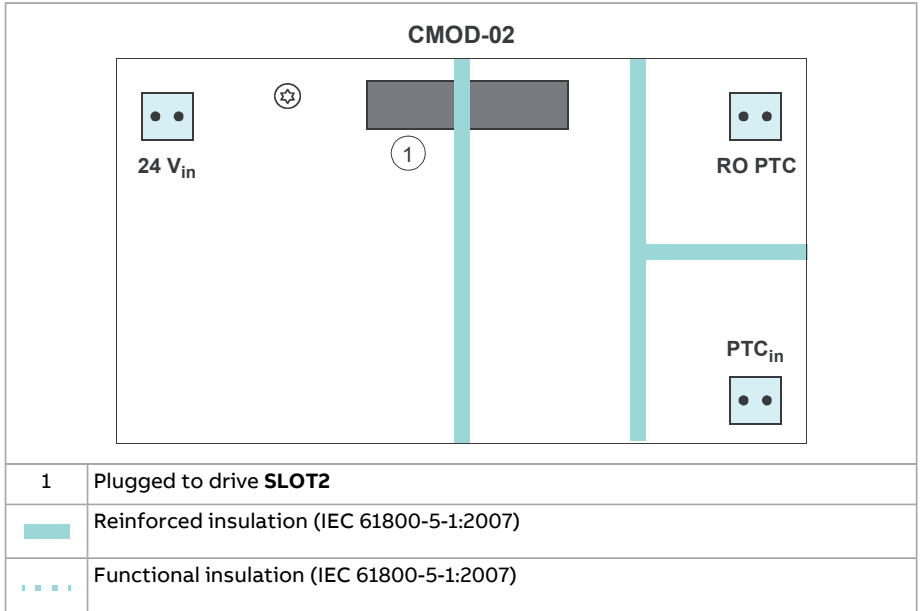 CMOD-02
24 Vin
1
RO PTC
PTCin
1 Plugged to drive SLOT2
Reinforced insulation (IEC 61800-5-1:2007)
Functional insulation (IEC 61800-5-1:2007)